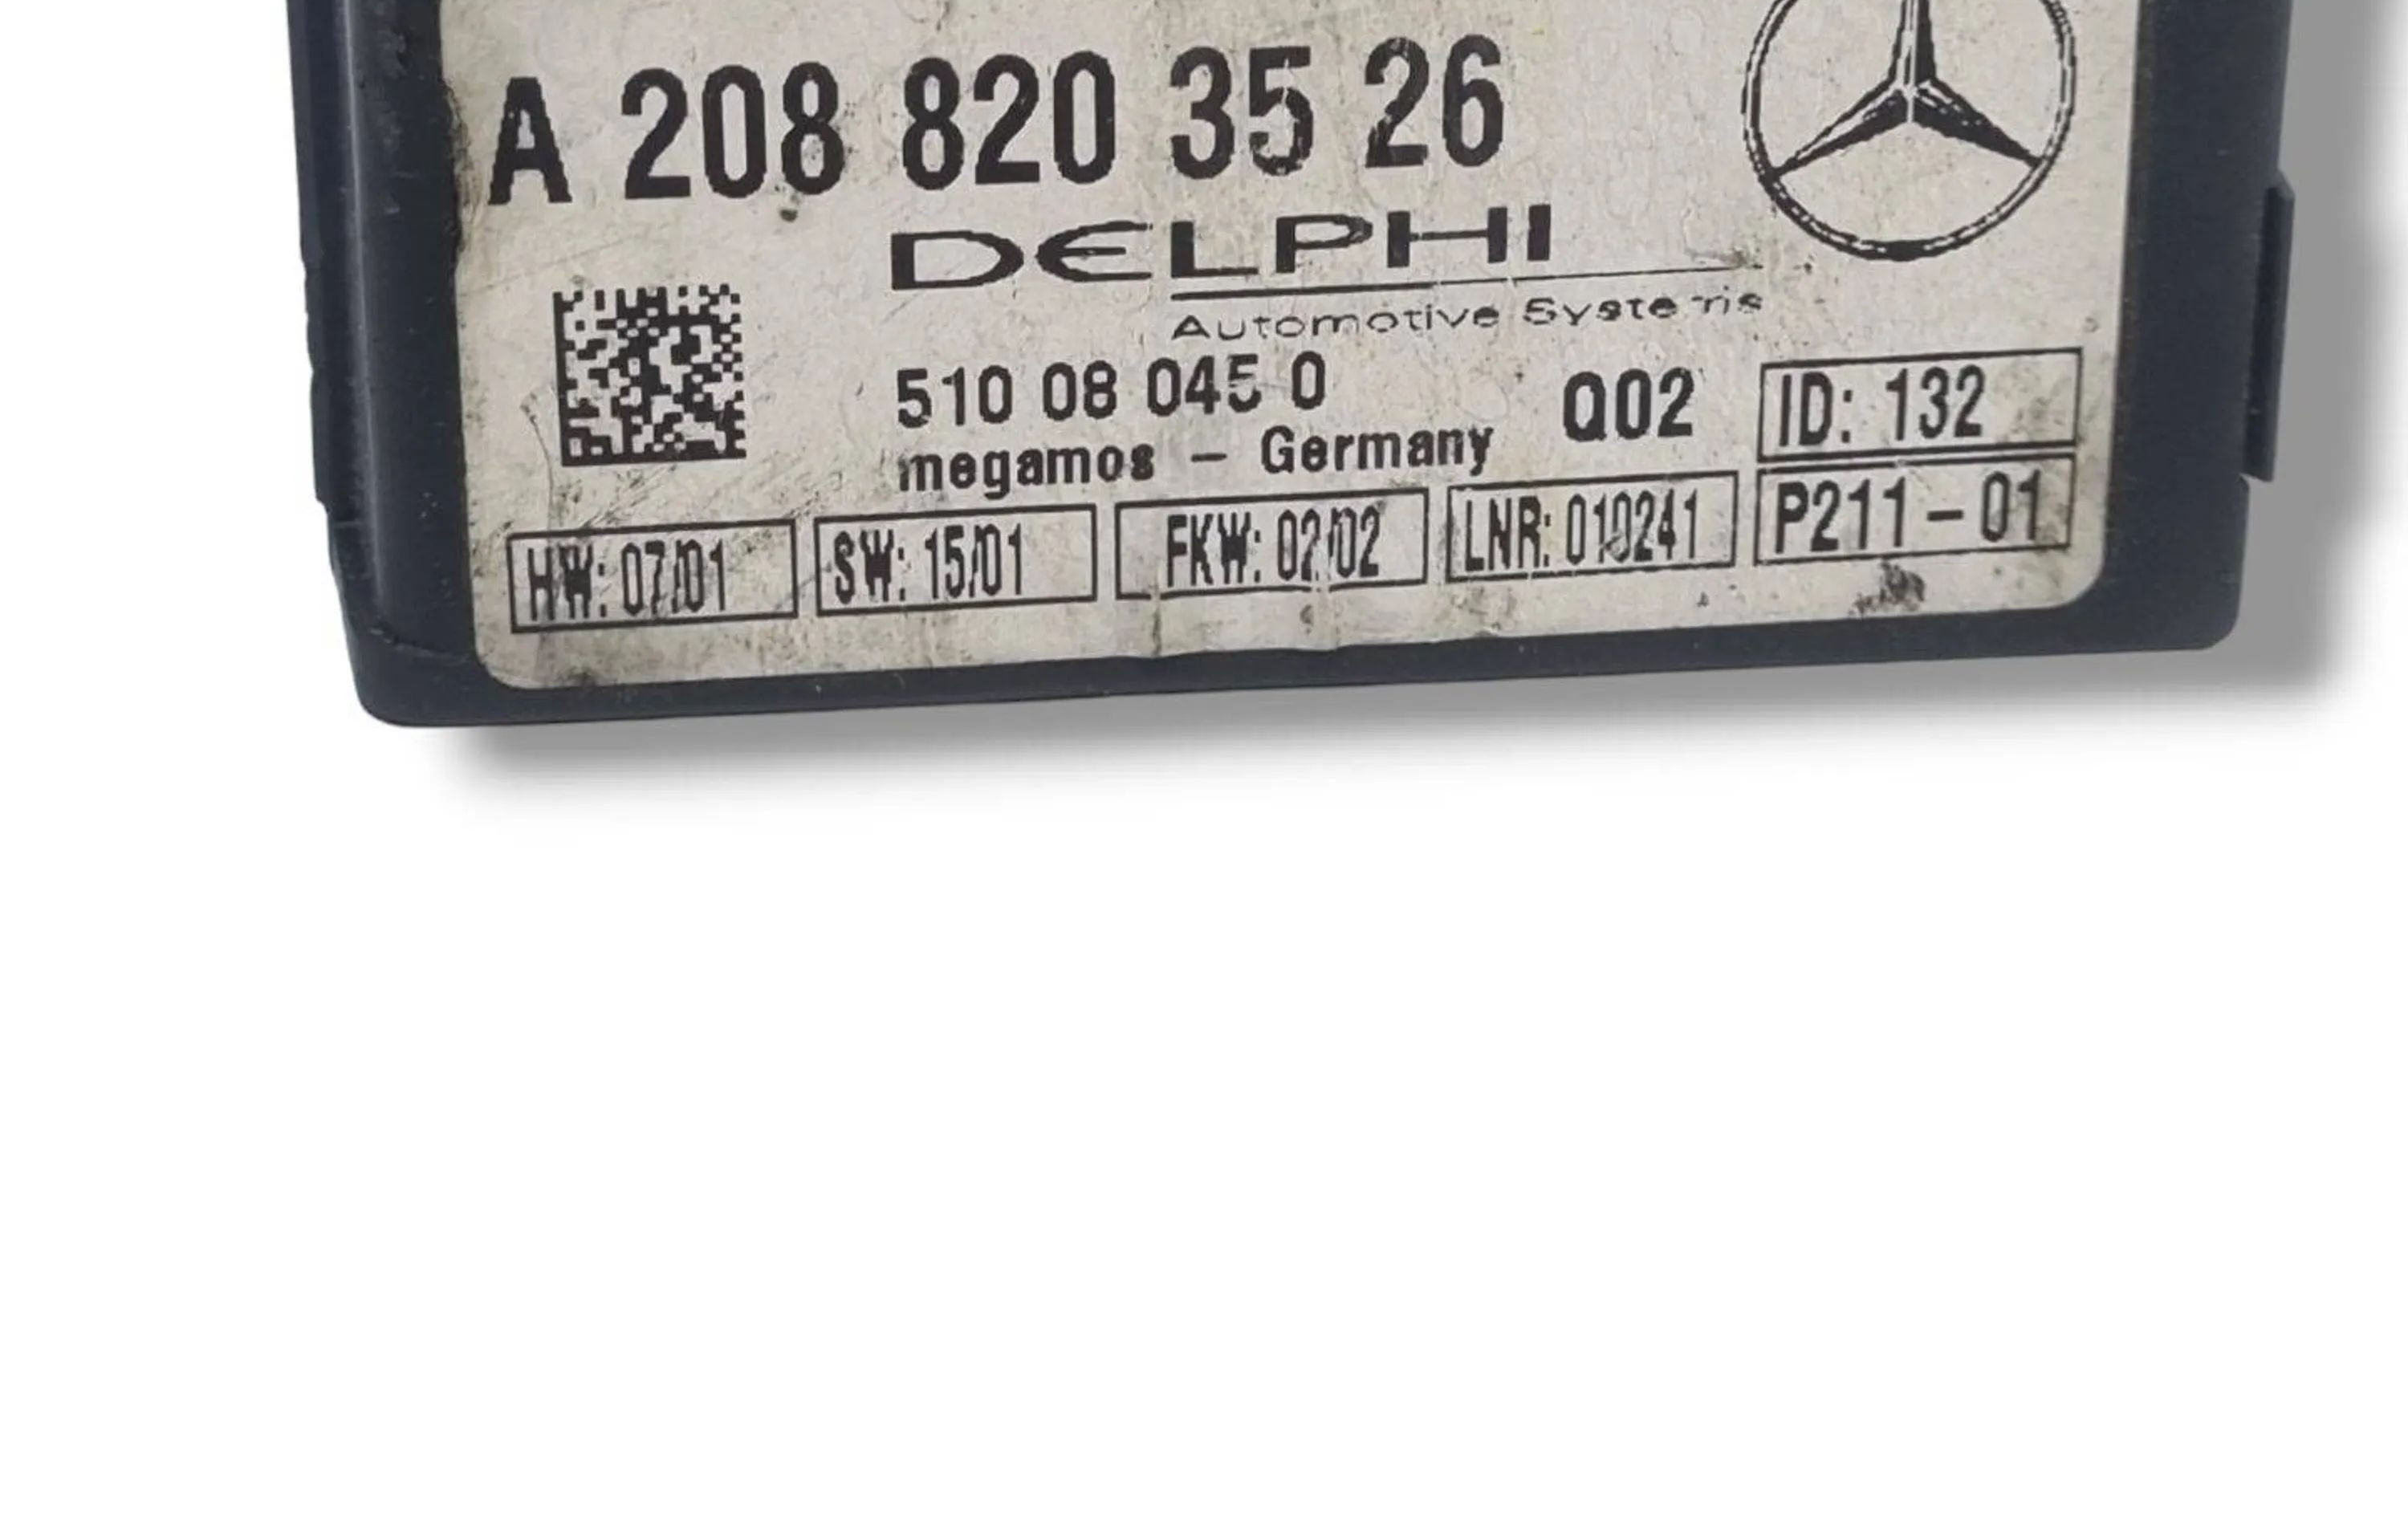 A 208 820 35 26
DELPHI
Automotive Systems
510 08 045 0 Q02 ID: 132
megamos - Germany
HW: 07/01 SW: 15/01 FKW: 02/02 LNR: 010241 P211-01